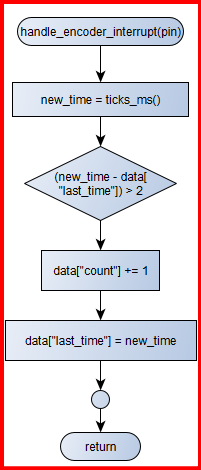 handle_encoder_interrupt(pin)
new_time = ticks_ms()
(new_time - data[
"last_time"]) > 2
data["count"] += 1
data["last_time"] = new_time
return